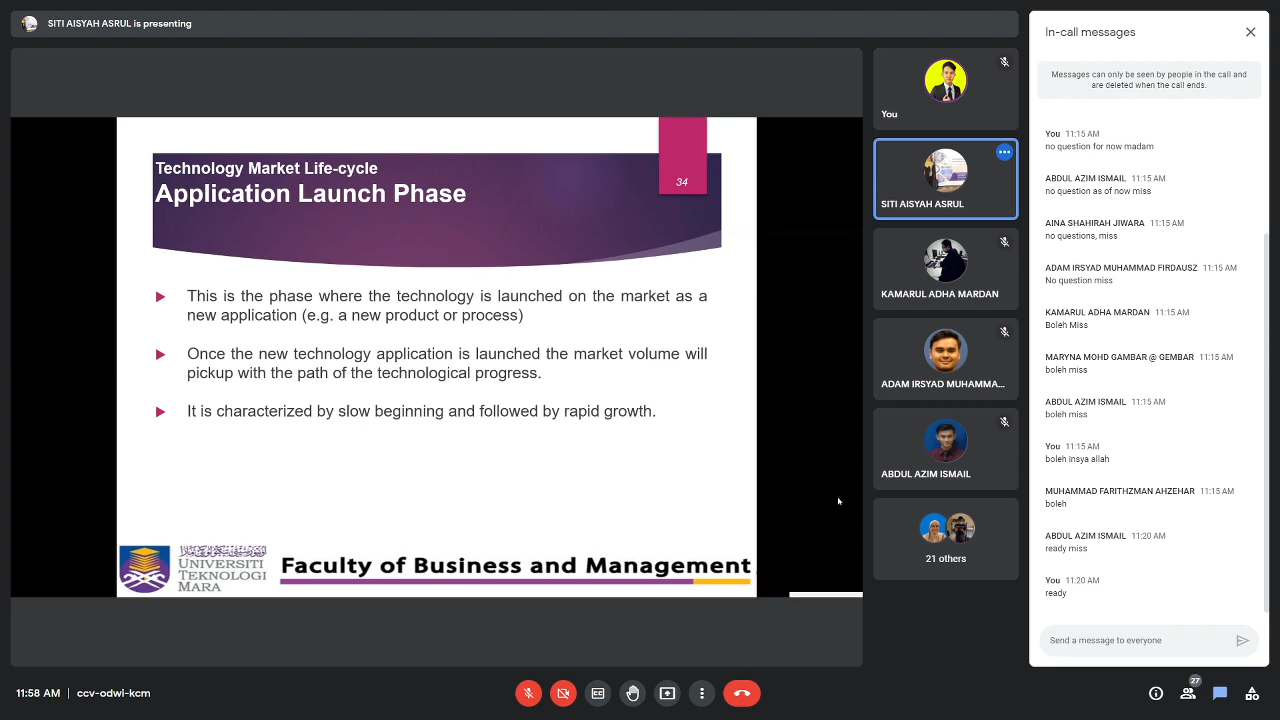 SITI AISYAH ASRUL is presenting
Technology Market Life-cycle
Application Launch Phase
34
This is the phase where the technology is launched on the market as a
new application (e.g. a new product or process)
Once the new technology application is launched the market volume will
pickup with the path of the technological progress.
It is characterized by slow beginning and followed by rapid growth.
UNIVERSITI
TEKNOLOGI
MARA
Faculty of Business and Management
You
SITI AISYAH ASRUL
KAMARUL ADHA MARDAN
ADAM IRSYAD MUHAMMA...
ABDUL AZIM ISMAIL
21 others
In-call messages
Messages can only be seen by people in the call and
are deleted when the call ends.
You 11:15 AM
no question for now madam
ABDUL AZIM ISMAIL 11:15 AM
no question as of now miss
AINA SHAHIRAH JIWARA 11:15 AM
no questions, miss
ADAM IRSYAD MUHAMMAD FIRDAUSZ 11:15 AM
No question miss
KAMARUL ADHA MARDAN 11:15 AM
Boleh Miss
MARYNA MOHD GAMBAR @ GEMBAR 11:15 AM
boleh miss
ABDUL AZIM ISMAIL 11:15 AM
boleh miss
You 11:15 AM
boleh insya allah
MUHAMMAD FARITHZMAN AHZEHAR 11:15 AM
boleh
ABDUL AZIM ISMAIL 11:20 AM
ready miss
You 11:20 AM
ready
Send a message to everyone
11:58 AM | ccv-odwi-kcm
27